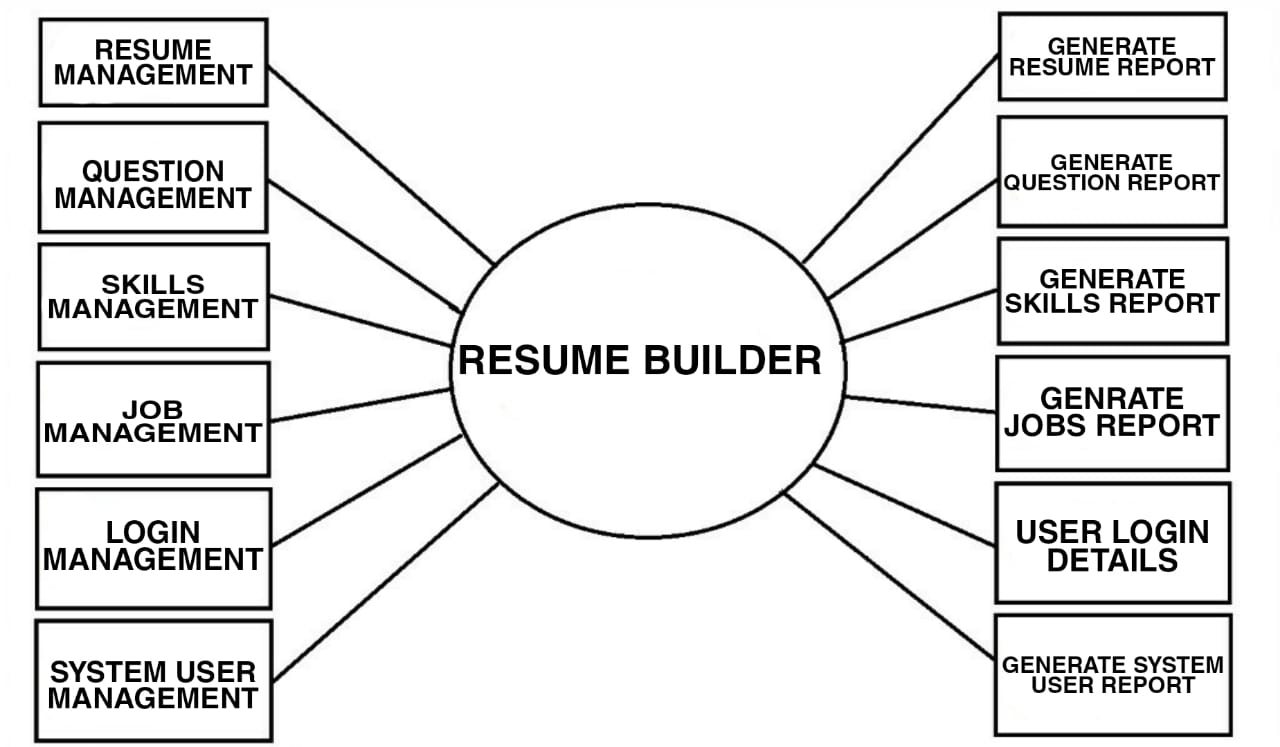 RESUME
MANAGEMENT
QUESTION
MANAGEMENT
SKILLS
MANAGEMENT
JOB
MANAGEMENT
LOGIN
MANAGEMENT
SYSTEM USER
MANAGEMENT
RESUME BUILDER
GENERATE
RESUME REPORT
GENERATE
QUESTION REPORT
GENERATE
SKILLS REPORT
GENRATE
JOBS REPORT
USER LOGIN
DETAILS
GENERATE SYSTEM
USER REPORT